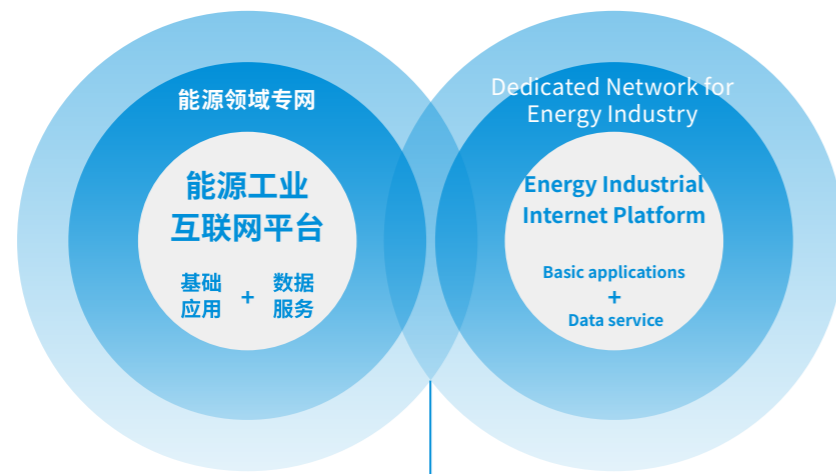 能源领域专网
能源工业
互联网平台
基础
应用
+
数据
服务
Dedicated Network for
Energy Industry
Energy Industrial
Internet Platform
Basic applications
+
Data service